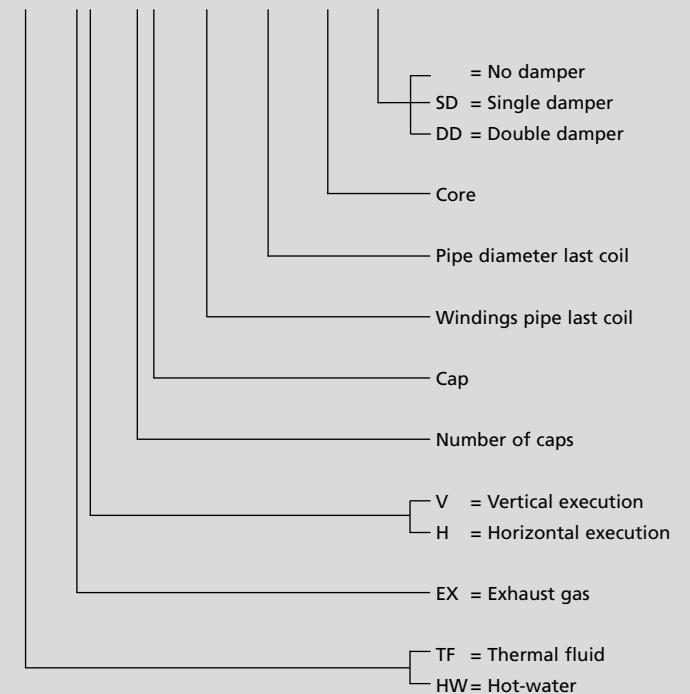 = No damper
SD = Single damper
DD = Double damper
Core
Pipe diameter last coil
Windings pipe last coil
Cap
Number of caps
V = Vertical execution
H = Horizontal execution
EX = Exhaust gas
TF = Thermal fluid
HW = Hot-water